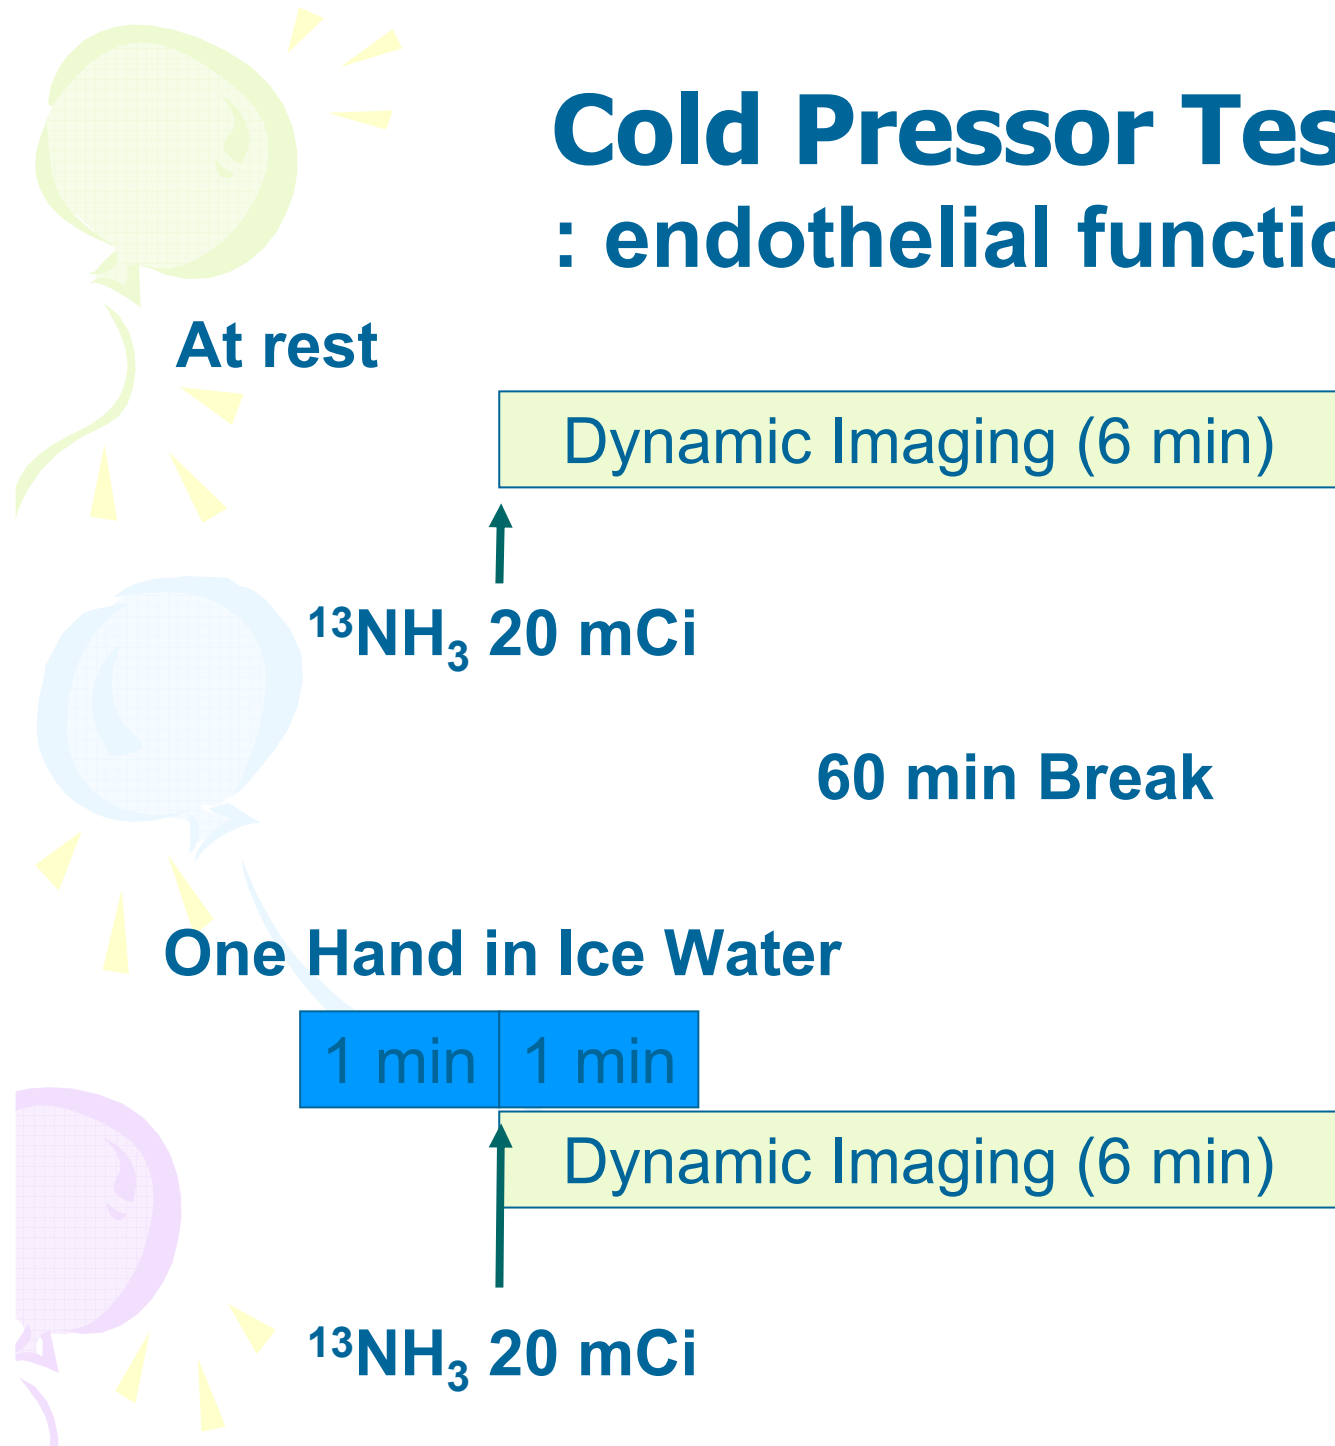 Cold Pressor Tes
: endothelial functio
At rest
Dynamic Imaging (6 min)
¹³NH₃ 20 mCi
60 min Break
One Hand in Ice Water
1 min 1 min
Dynamic Imaging (6 min)
¹³NH₃ 20 mCi